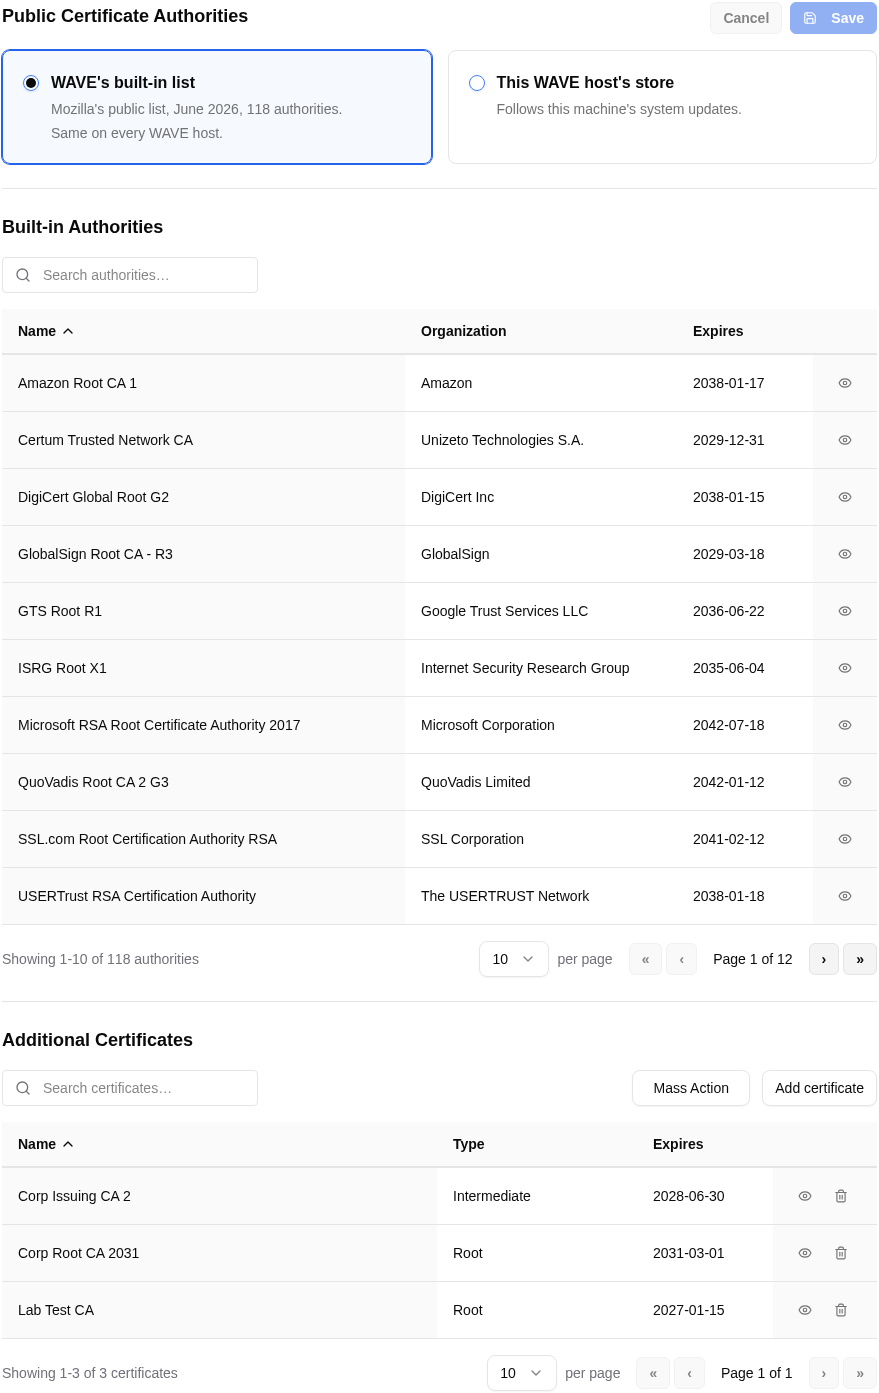 Public Certificate Authorities
Cancel
Save
WAVE's built-in list
Mozilla's public list, June 2026, 118 authorities.
Same on every WAVE host.
This WAVE host's store
Follows this machine's system updates.
Built-in Authorities
Search authorities…
Name Organization Expires
Amazon Root CA 1 Amazon 2038-01-17
Certum Trusted Network CA Unizeto Technologies S.A. 2029-12-31
DigiCert Global Root G2 DigiCert Inc 2038-01-15
GlobalSign Root CA - R3 GlobalSign 2029-03-18
GTS Root R1 Google Trust Services LLC 2036-06-22
ISRG Root X1 Internet Security Research Group 2035-06-04
Microsoft RSA Root Certificate Authority 2017 Microsoft Corporation 2042-07-18
QuoVadis Root CA 2 G3 QuoVadis Limited 2042-01-12
SSL.com Root Certification Authority RSA SSL Corporation 2041-02-12
USERTrust RSA Certification Authority The USERTRUST Network 2038-01-18
Showing 1-10 of 118 authorities 10 per page « ‹ Page 1 of 12 › »
Additional Certificates
Search certificates… Mass Action Add certificate
Name Type Expires
Corp Issuing CA 2 Intermediate 2028-06-30
Corp Root CA 2031 Root 2031-03-01
Lab Test CA Root 2027-01-15
Showing 1-3 of 3 certificates 10 per page « ‹ Page 1 of 1 › »